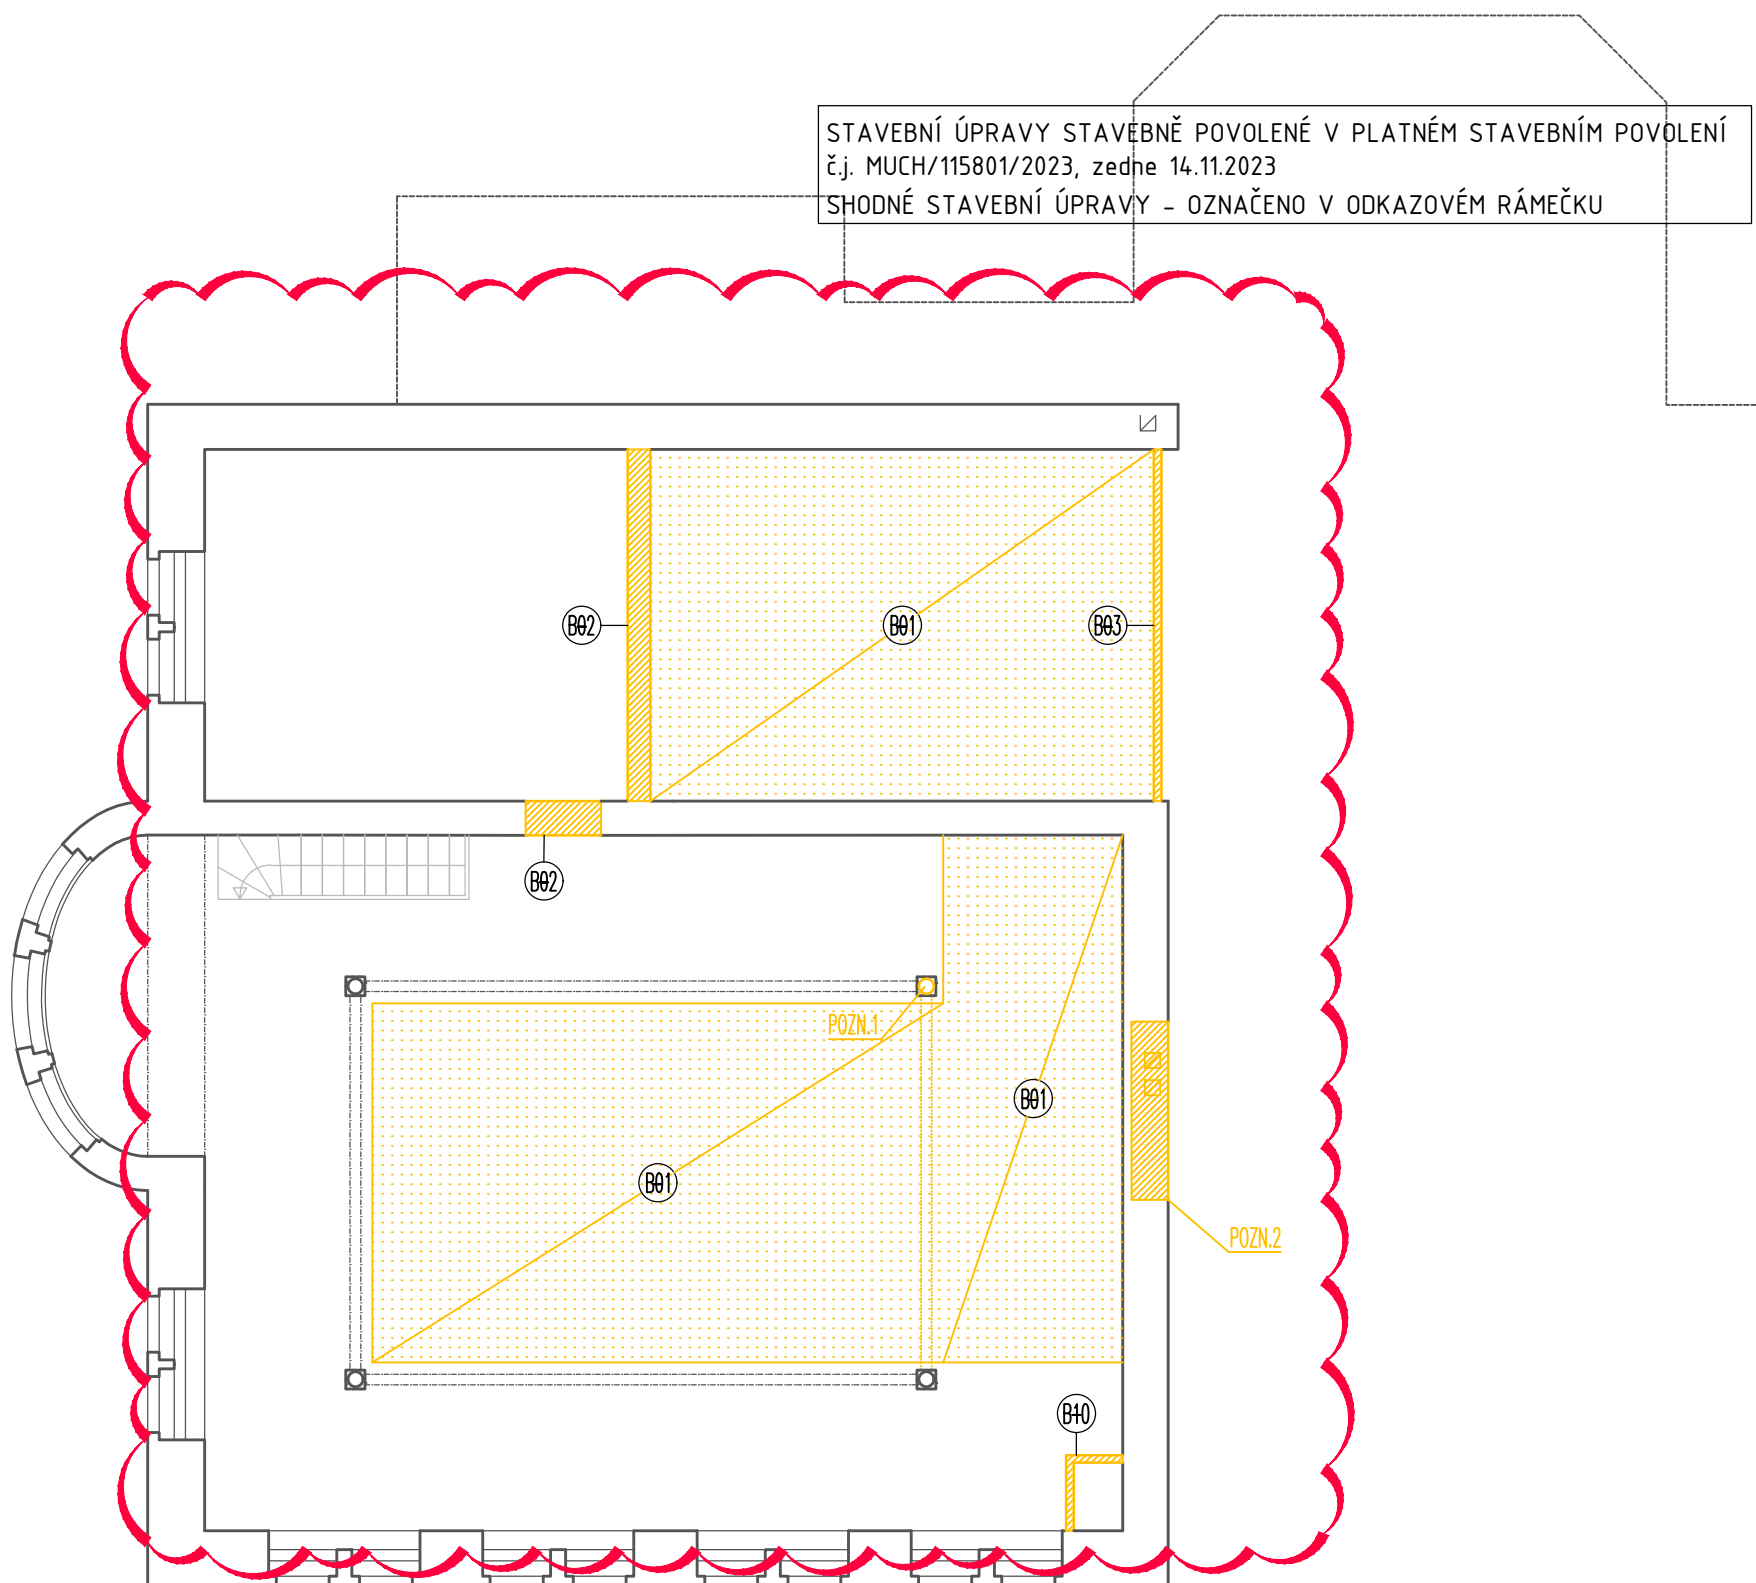 STAVEBNÍ ÚPRAVY STAVEBNĚ POVOLENÉ V PLATNÉM STAVEBNÍM POVOLENÍ
č.j. MUCH/115801/2023, zedne 14.11.2023
SHODNÉ STAVEBNÍ ÚPRAVY - OZNAČENO V ODKAZOVÉM RÁMEČKU
B02
B01
B03
B02
POZN.1
B01
B01
POZN.2
B10